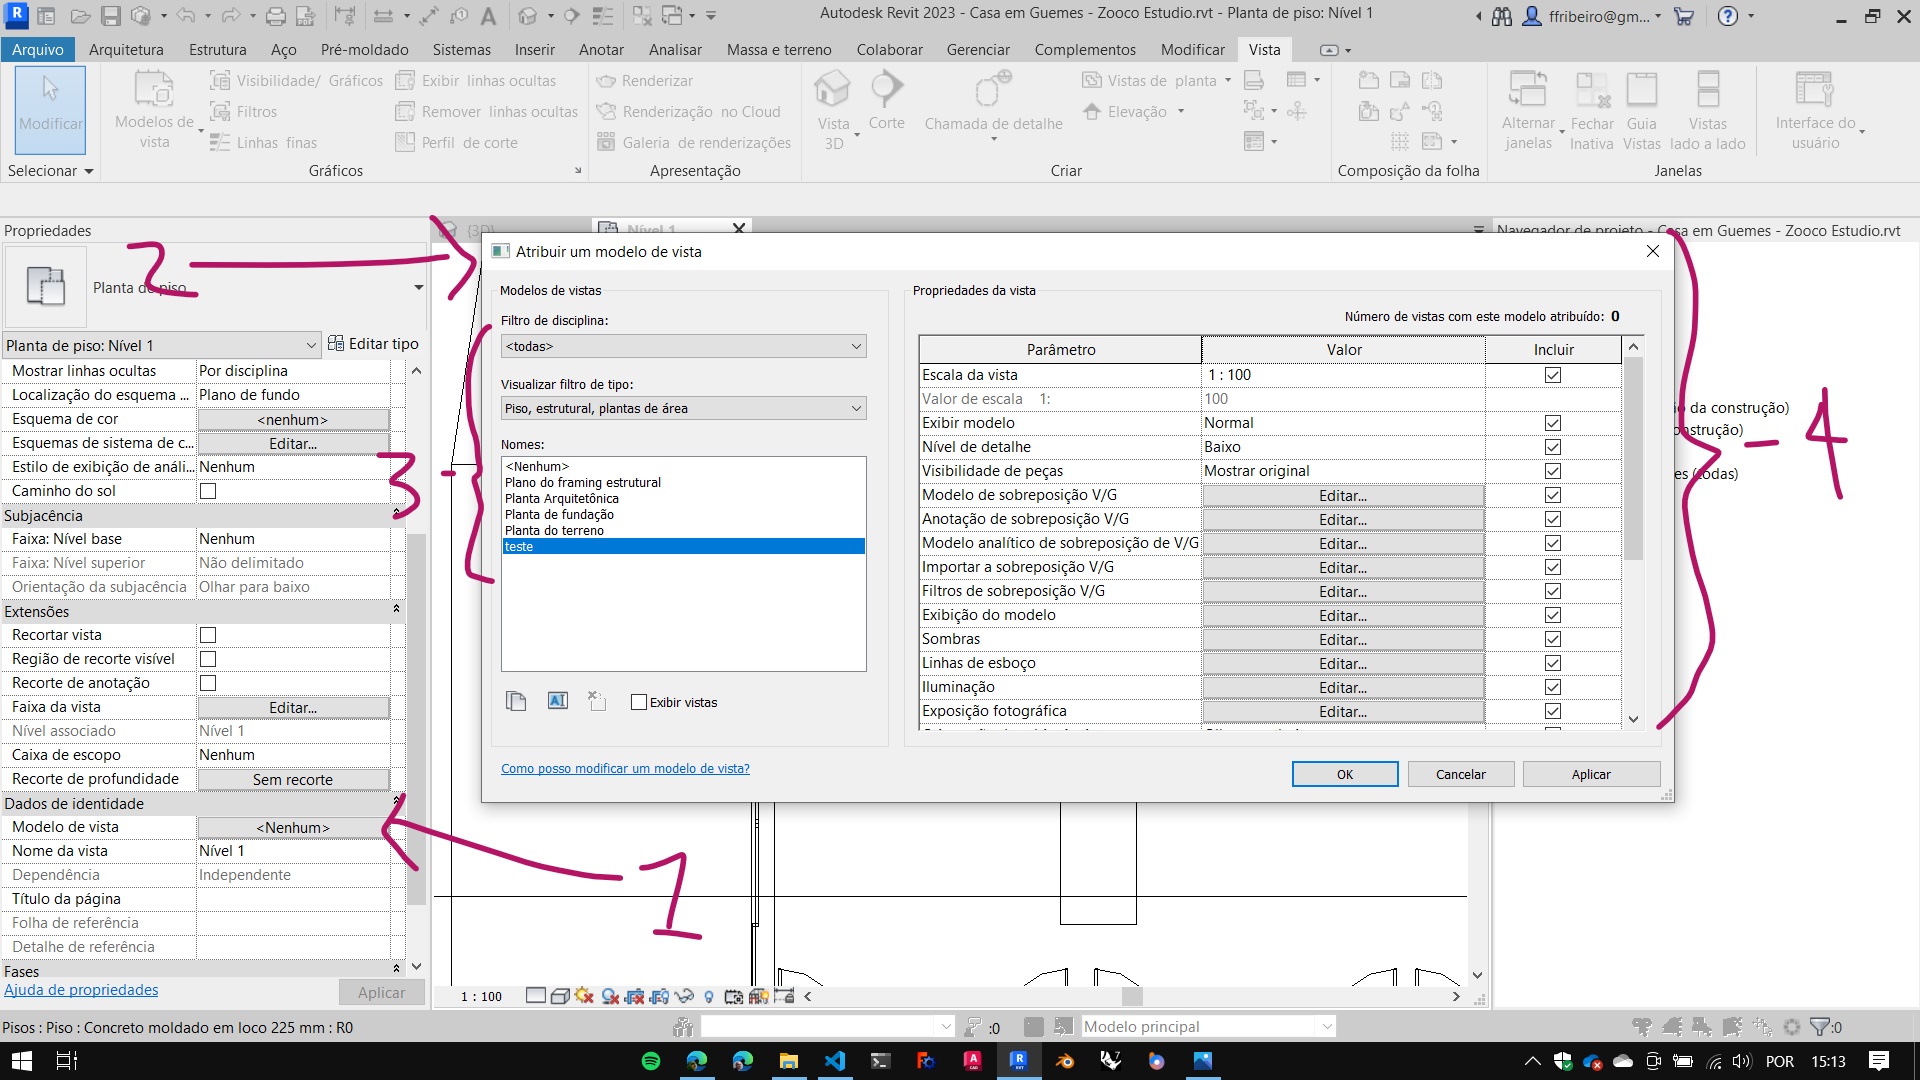 Autodesk Revit 2023 - Casa em Guemes - Zooco Estudio.rvt - Planta de piso: Nível 1
ffribeiro@gm...
Arquivo Arquitetura Estrutura Aço Pré-moldado Sistemas Inserir Anotar Analisar Massa e terreno Colaborar Gerenciar Complementos Modificar Vista
Modificar
Modelos de vista
Visibilidade/ Gráficos
Filtros
Linhas finas
Exibir linhas ocultas
Remover linhas ocultas
Perfil de corte
Renderizar
Renderização no Cloud
Galeria de renderizações
Vista 3D
Corte
Chamada de detalhe
Vistas de planta
Elevação
Alternar janelas
Fechar Inativa
Guia Vistas
Vistas lado a lado
Interface do usuário
Selecionar Gráficos Apresentação Criar Composição da folha Janelas
Propriedades
2
Planta de piso
Planta de piso: Nível 1 Editar tipo
Mostrar linhas ocultas Por disciplina
Localização do esquema ... Plano de fundo
Esquema de cor <nenhum>
Esquemas de sistema de c... Editar...
Estilo de exibição de análi... Nenhum
3
Caminho do sol
Subjacência
Faixa: Nível base Nenhum
Faixa: Nível superior Não delimitado
Orientação da subjacência Olhar para baixo
Extensões
Recortar vista
Região de recorte visível
Recorte de anotação
Faixa da vista Editar...
Nível associado Nível 1
Caixa de escopo Nenhum
Recorte de profundidade Sem recorte
Dados de identidade
Modelo de vista <Nenhum>
Nome da vista Nível 1
Dependência Independente
Título da página
Folha de referência
Detalhe de referência
Fases
Ajuda de propriedades Aplicar
1
{3D} Nível 1
Atribuir um modelo de vista
Modelos de vistas
Filtro de disciplina:
<todas>
Visualizar filtro de tipo:
Piso, estrutural, plantas de área
Nomes:
<Nenhum>
Plano do framing estrutural
Planta Arquitetônica
Planta de fundação
Planta do terreno
teste
Exibir vistas
Como posso modificar um modelo de vista?
Propriedades da vista
Número de vistas com este modelo atribuído: 0
Parâmetro Valor Incluir
Escala da vista 1 : 100
Valor de escala 1: 100
Exibir modelo Normal
Nível de detalhe Baixo
Visibilidade de peças Mostrar original
Modelo de sobreposição V/G Editar...
Anotação de sobreposição V/G Editar...
Modelo analítico de sobreposição de V/G Editar...
Importar a sobreposição V/G Editar...
Filtros de sobreposição V/G Editar...
Exibição do modelo Editar...
Sombras Editar...
Linhas de esboço Editar...
Iluminação Editar...
Exposição fotográfica Editar...
OK Cancelar Aplicar
Navegador de projeto - Casa em Guemes - Zooco Estudio.rvt
da construção)
4
1 : 100
Pisos : Piso : Concreto moldado em loco 225 mm : R0
:0
Modelo principal
:0
POR 15:13